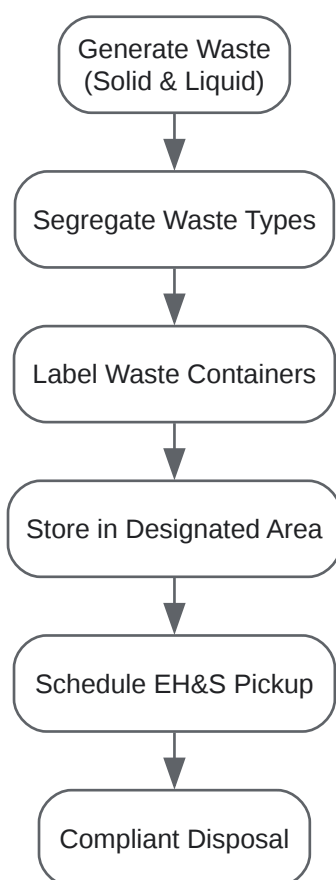 Generate Waste
(Solid & Liquid)
Segregate Waste Types
Label Waste Containers
Store in Designated Area
Schedule EH&S Pickup
Compliant Disposal